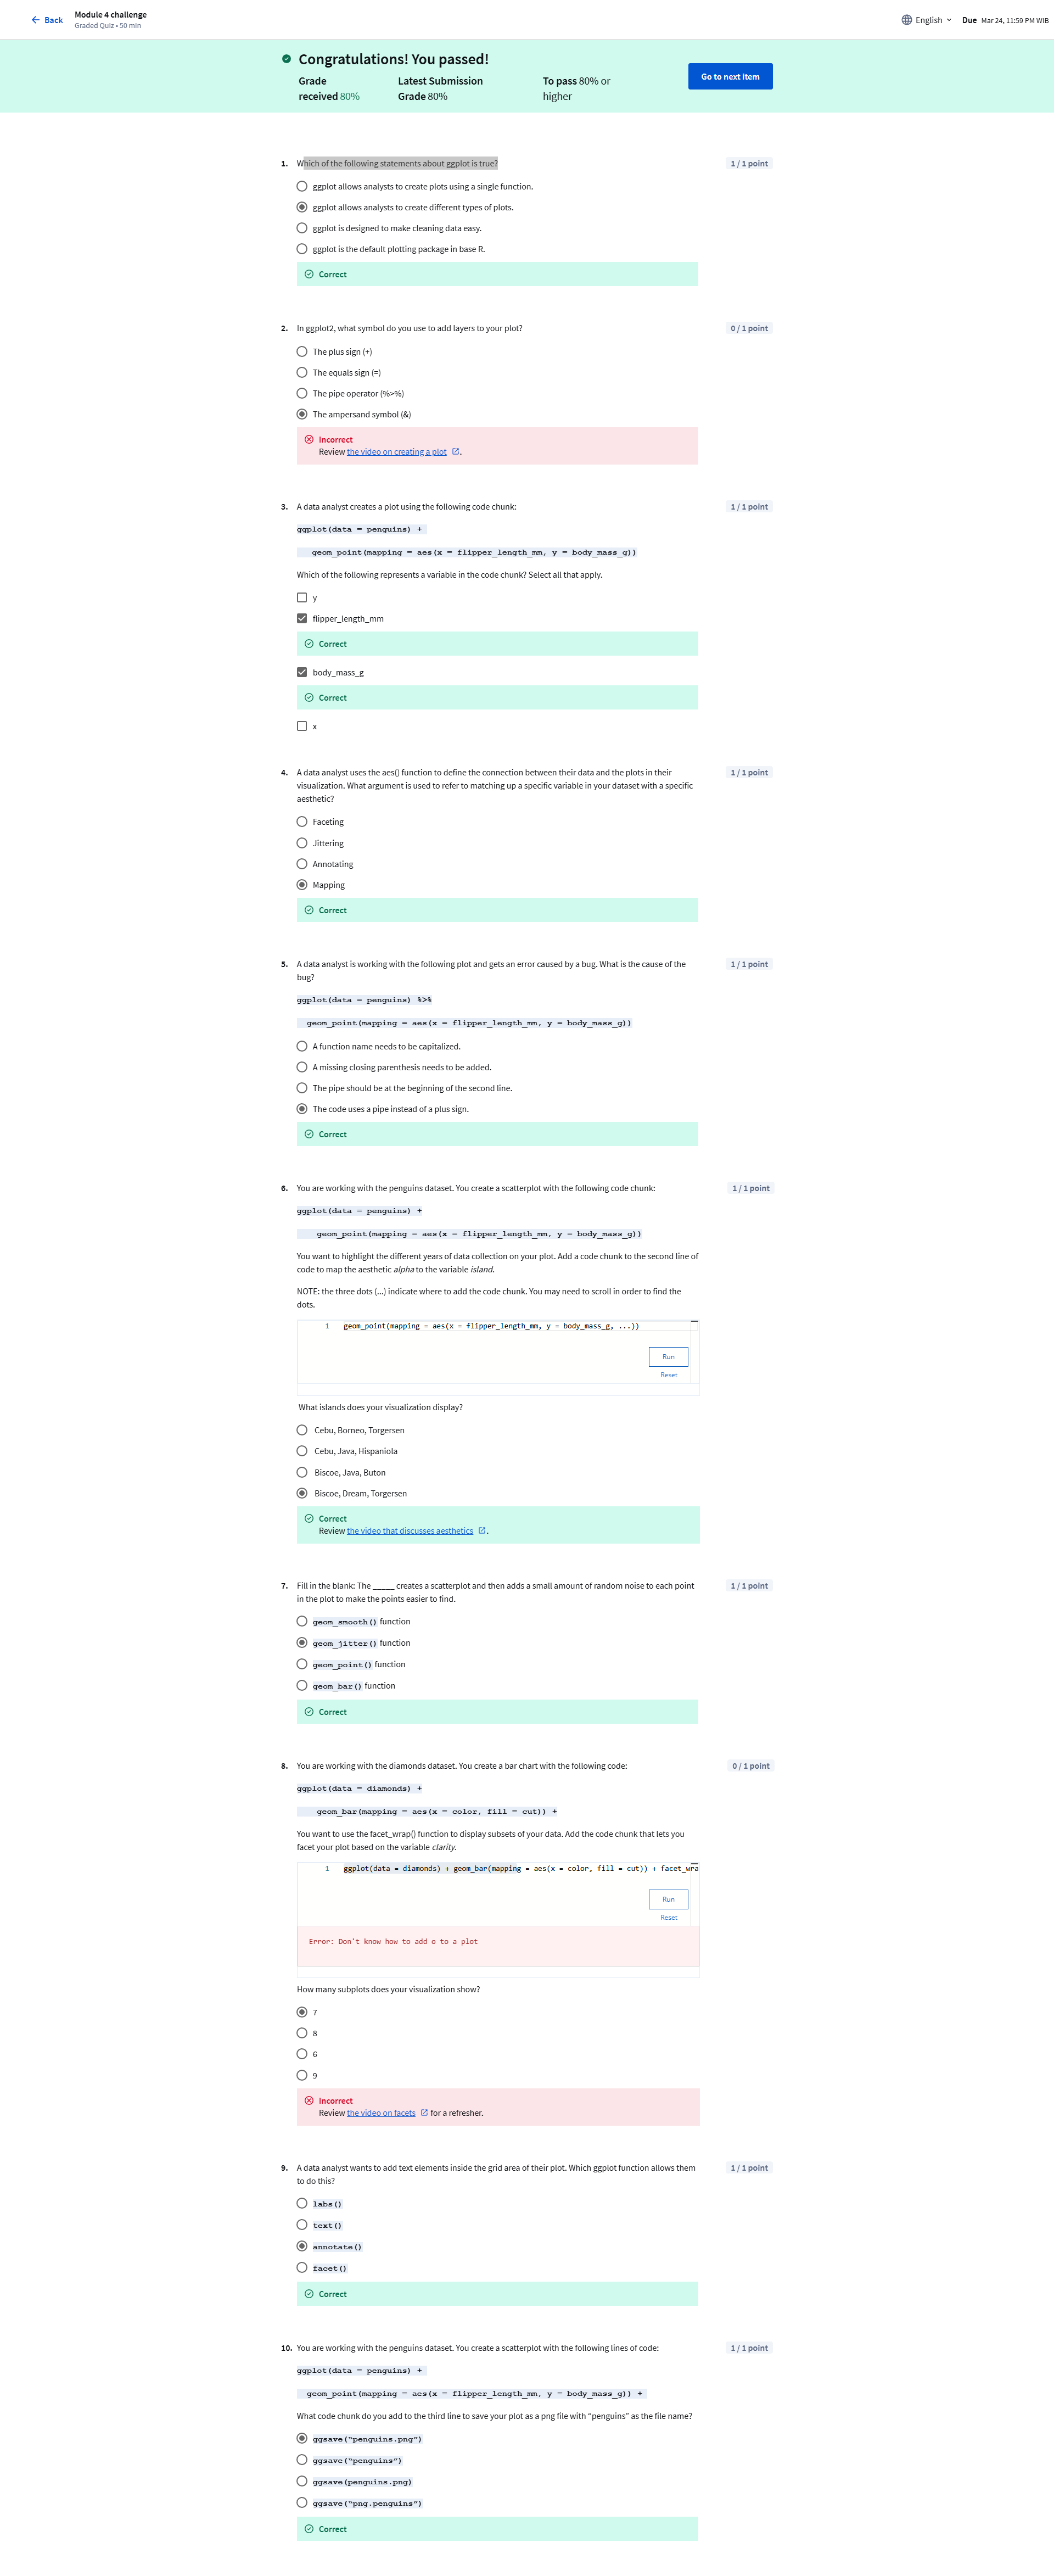 Back
Module 4 challenge
Graded Quiz • 50 min
English
Due Mar 24, 11:59 PM WIB
Congratulations! You passed!
Grade
received 80%
Latest Submission
Grade 80%
To pass 80% or
higher
Go to next item
1. Which of the following statements about ggplot is true?
1 / 1 point
ggplot allows analysts to create plots using a single function.
ggplot allows analysts to create different types of plots.
ggplot is designed to make cleaning data easy.
ggplot is the default plotting package in base R.
Correct
2. In ggplot2, what symbol do you use to add layers to your plot?
0 / 1 point
The plus sign (+)
The equals sign (=)
The pipe operator (%>%)
The ampersand symbol (&)
Incorrect
Review the video on creating a plot.
3. A data analyst creates a plot using the following code chunk:
1 / 1 point
ggplot(data = penguins) +
geom_point(mapping = aes(x = flipper_length_mm, y = body_mass_g))
Which of the following represents a variable in the code chunk? Select all that apply.
y
flipper_length_mm
Correct
body_mass_g
Correct
x
4. A data analyst uses the aes() function to define the connection between their data and the plots in their
visualization. What argument is used to refer to matching up a specific variable in your dataset with a specific
aesthetic?
1 / 1 point
Faceting
Jittering
Annotating
Mapping
Correct
5. A data analyst is working with the following plot and gets an error caused by a bug. What is the cause of the
bug?
1 / 1 point
ggplot(data = penguins) %>%
geom_point(mapping = aes(x = flipper_length_mm, y = body_mass_g))
A function name needs to be capitalized.
A missing closing parenthesis needs to be added.
The pipe should be at the beginning of the second line.
The code uses a pipe instead of a plus sign.
Correct
6. You are working with the penguins dataset. You create a scatterplot with the following code chunk:
1 / 1 point
ggplot(data = penguins) +
geom_point(mapping = aes(x = flipper_length_mm, y = body_mass_g))
You want to highlight the different years of data collection on your plot. Add a code chunk to the second line of
code to map the aesthetic alpha to the variable island.
NOTE: the three dots (...) indicate where to add the code chunk. You may need to scroll in order to find the
dots.
1 geom_point(mapping = aes(x = flipper_length_mm, y = body_mass_g, ...))
Run
Reset
What islands does your visualization display?
Cebu, Borneo, Torgersen
Cebu, Java, Hispaniola
Biscoe, Java, Buton
Biscoe, Dream, Torgersen
Correct
Review the video that discusses aesthetics.
7. Fill in the blank: The _____ creates a scatterplot and then adds a small amount of random noise to each point
in the plot to make the points easier to find.
1 / 1 point
geom_smooth() function
geom_jitter() function
geom_point() function
geom_bar() function
Correct
8. You are working with the diamonds dataset. You create a bar chart with the following code:
0 / 1 point
ggplot(data = diamonds) +
geom_bar(mapping = aes(x = color, fill = cut)) +
You want to use the facet_wrap() function to display subsets of your data. Add the code chunk that lets you
facet your plot based on the variable clarity.
1 ggplot(data = diamonds) + geom_bar(mapping = aes(x = color, fill = cut)) + facet_wra
Run
Reset
Error: Don't know how to add o to a plot
How many subplots does your visualization show?
7
8
6
9
Incorrect
Review the video on facets for a refresher.
9. A data analyst wants to add text elements inside the grid area of their plot. Which ggplot function allows them
to do this?
1 / 1 point
labs()
text()
annotate()
facet()
Correct
10. You are working with the penguins dataset. You create a scatterplot with the following lines of code:
1 / 1 point
ggplot(data = penguins) +
geom_point(mapping = aes(x = flipper_length_mm, y = body_mass_g)) +
What code chunk do you add to the third line to save your plot as a png file with “penguins” as the file name?
ggsave(“penguins.png”)
ggsave(“penguins”)
ggsave(penguins.png)
ggsave(“png.penguins”)
Correct